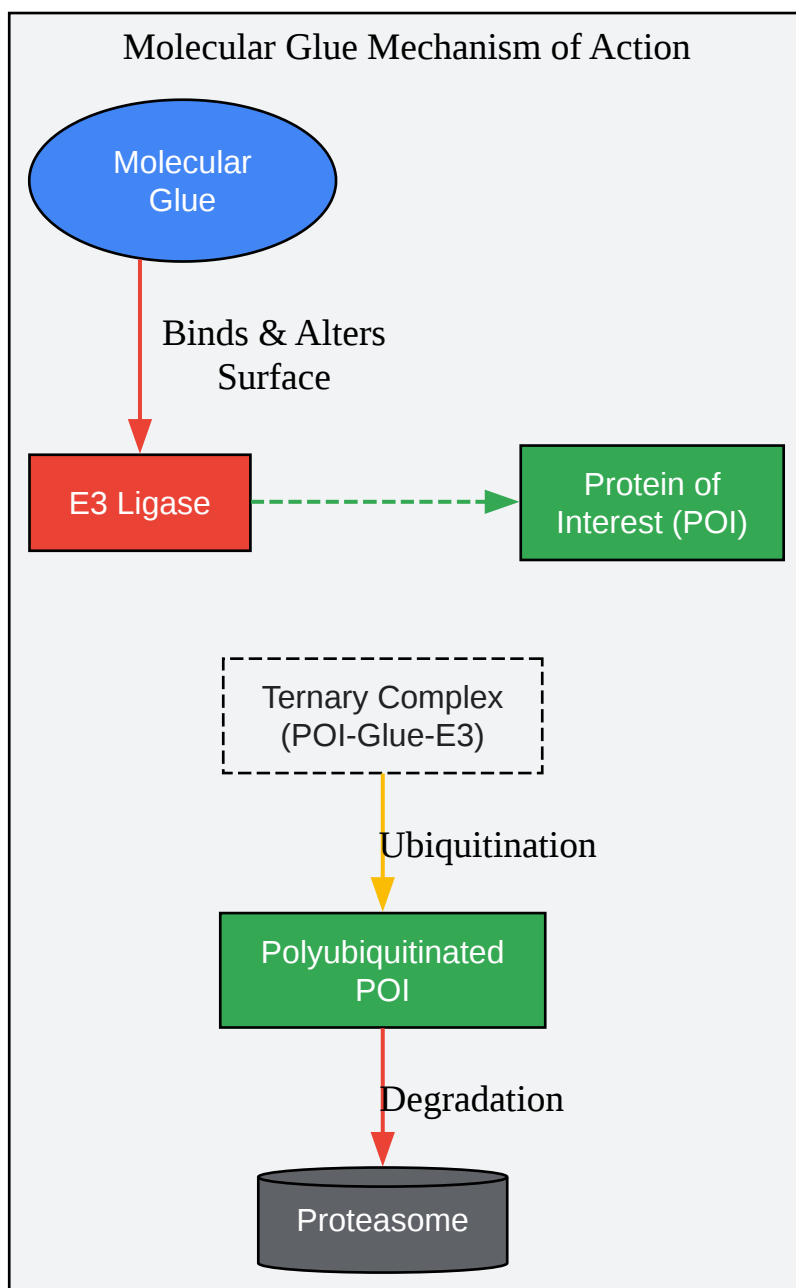 Molecular Glue Mechanism of Action
Molecular
Glue
Binds & Alters
Surface
E3 Ligase
Protein of
Interest (POI)
Ternary Complex
(POI-Glue-E3)
Ubiquitination
Polyubiquitinated
POI
Degradation
Proteasome